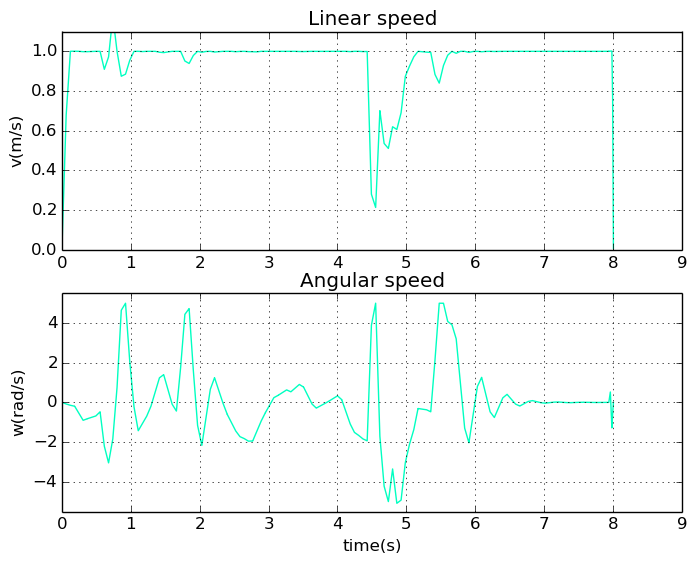 Linear speed
v(m/s)
1.0
0.8
0.6
0.4
0.2
0.0
0 1 2 3 4 5 6 7 8 9
Angular speed
w(rad/s)
4
2
0
−2
−4
0 1 2 3 4 5 6 7 8 9
time(s)